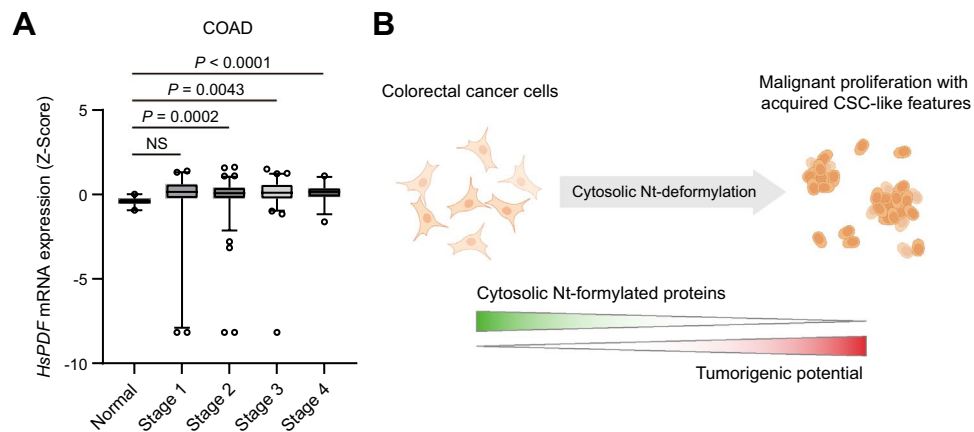 A
COAD
P < 0.0001
P = 0.0043
P = 0.0002
NS
HsPDF mRNA expression (Z-Score)
5
0
-5
-10
Normal
Stage 1
Stage 2
Stage 3
Stage 4
B
Colorectal cancer cells
Malignant proliferation with
acquired CSC-like features
Cytosolic Nt-deformylation
Cytosolic Nt-formylated proteins
Tumorigenic potential